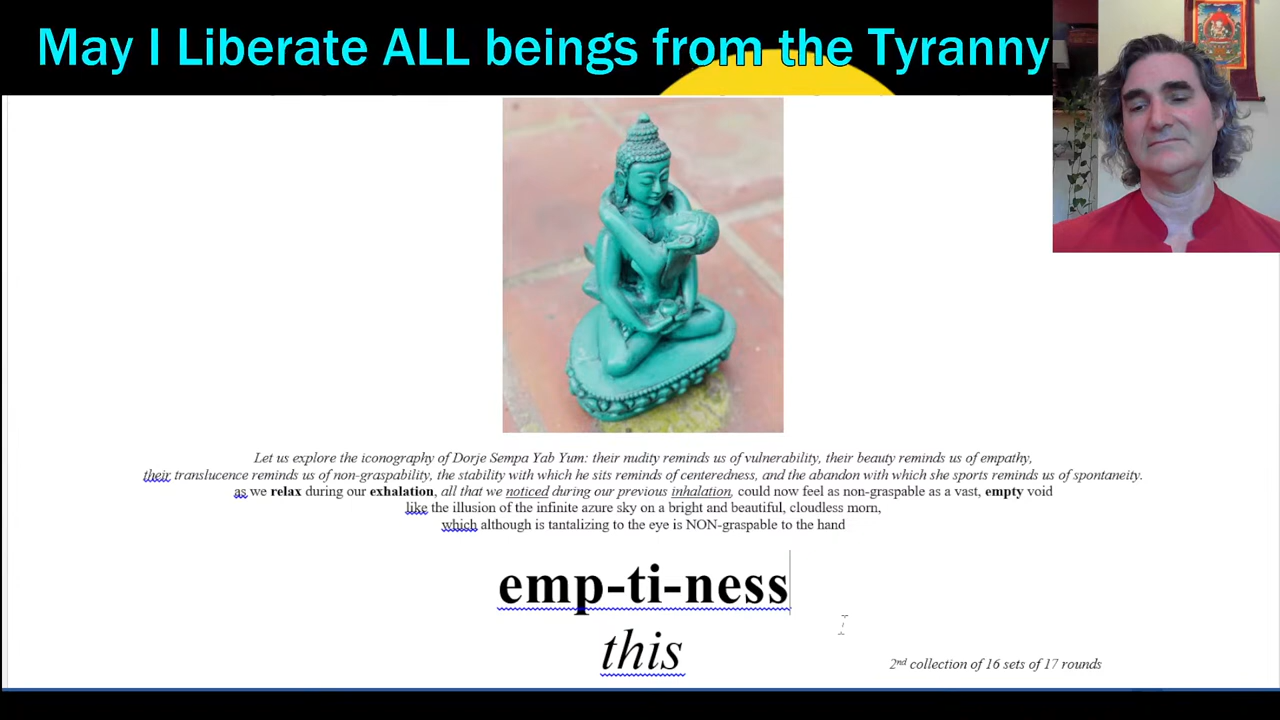 May I Liberate ALL beings from the Tyranny
Let us explore the iconography of Dorje Sempa Yab Yum: their nudity reminds us of vulnerability, their beauty reminds us of empathy,
their translucence reminds us of non-graspability, the stability with which he sits reminds of centeredness, and the abandon with which she sports reminds us of spontaneity.
as we relax during our exhalation, all that we noticed during our previous inhalation, could now feel as non-graspable as a vast, empty void
like the illusion of the infinite azure sky on a bright and beautiful, cloudless morn,
which although is tantalizing to the eye is NON-graspable to the hand
emp-ti-ness
this
2nd collection of 16 sets of 17 rounds